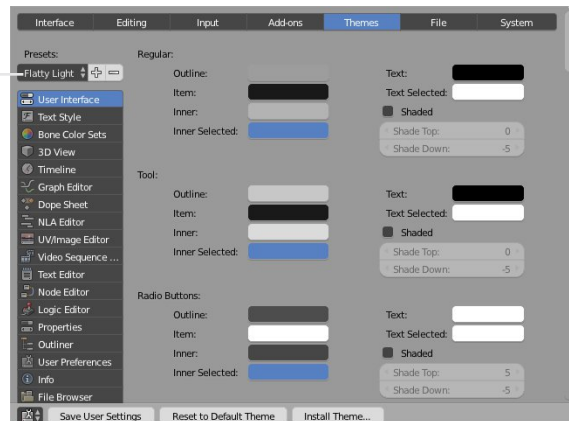 Interface Editing Input Add-ons Themes File System
Presets:
Flatty Light
User Interface
Text Style
Bone Color Sets
3D View
Timeline
Graph Editor
Dope Sheet
NLA Editor
UV/Image Editor
Video Sequence ...
Text Editor
Node Editor
Logic Editor
Properties
Outliner
User Preferences
Info
File Browser
Regular:
Outline:
Item:
Inner:
Inner Selected:
Text:
Text Selected:
Shaded
Shade Top: 0
Shade Down: -5
Tool:
Outline:
Item:
Inner:
Inner Selected:
Text:
Text Selected:
Shaded
Shade Top: 0
Shade Down: -5
Radio Buttons:
Outline:
Item:
Inner:
Inner Selected:
Text:
Text Selected:
Shaded
Shade Top: 5
Shade Down: -5
Save User Settings Reset to Default Theme Install Theme...